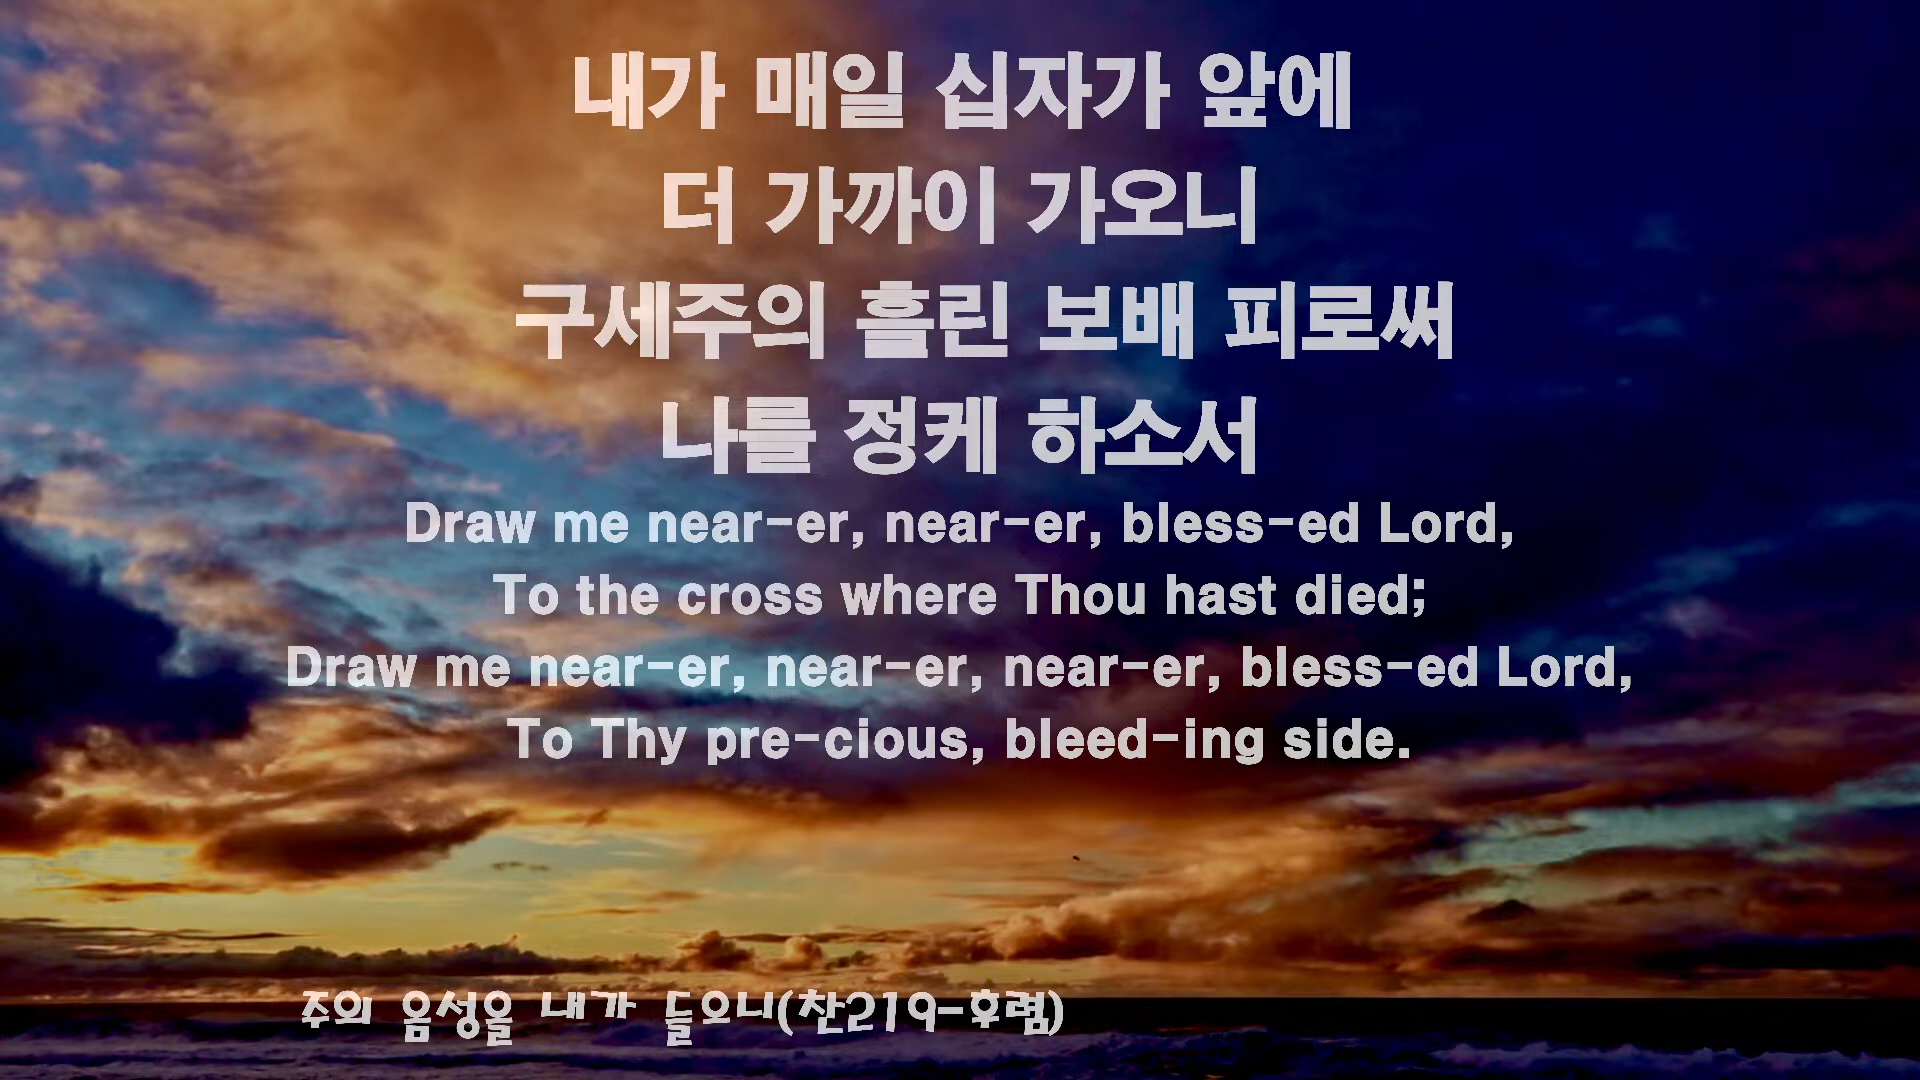 내가 매일 십자가 앞에
더 가까이 가오니
구세주의 흘린 보배 피로써
나를 정케 하소서
Draw me near-er, near-er, bless-ed Lord,
To the cross where Thou hast died;
Draw me near-er, near-er, near-er, bless-ed Lord,
To Thy pre-cious, bleed-ing side.
주의 음성을 내가 들으니(찬219-후렴)